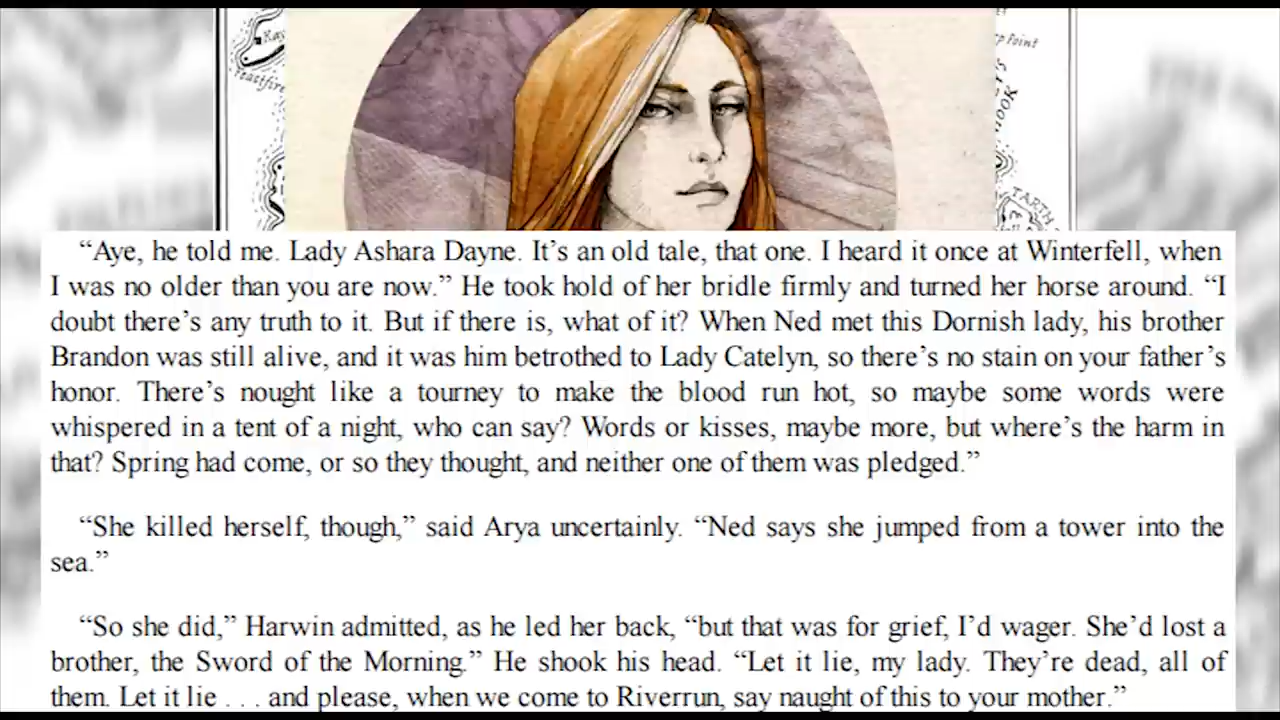 TARTH
“Aye, he told me. Lady Ashara Dayne. It’s an old tale, that one. I heard it once at Winterfell, when
I was no older than you are now.” He took hold of her bridle firmly and turned her horse around. “I
doubt there’s any truth to it. But if there is, what of it? When Ned met this Dornish lady, his brother
Brandon was still alive, and it was him betrothed to Lady Catelyn, so there’s no stain on your father’s
honor. There’s nought like a tourney to make the blood run hot, so maybe some words were
whispered in a tent of a night, who can say? Words or kisses, maybe more, but where’s the harm in
that? Spring had come, or so they thought, and neither one of them was pledged.”
“She killed herself, though,” said Arya uncertainly. “Ned says she jumped from a tower into the
sea.”
“So she did,” Harwin admitted, as he led her back, “but that was for grief, I’d wager. She’d lost a
brother, the Sword of the Morning.” He shook his head. “Let it lie, my lady. They’re dead, all of
them. Let it lie . . . and please, when we come to Riverrun, say naught of this to your mother.”